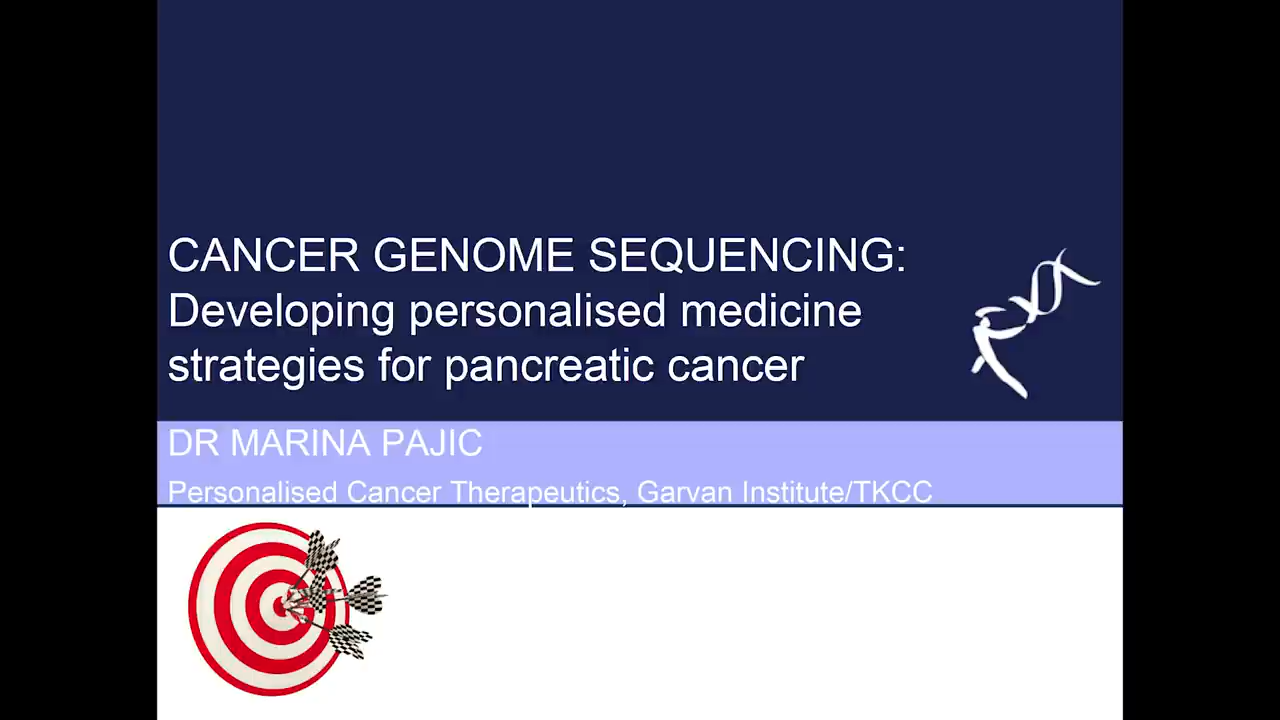 CANCER GENOME SEQUENCING:
Developing personalised medicine
strategies for pancreatic cancer
DR MARINA PAJIC
Personalised Cancer Therapeutics, Garvan Institute/TKCC